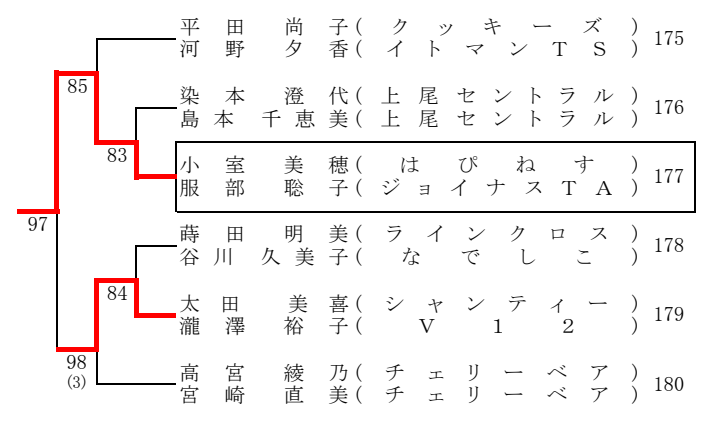 平田 尚子(クッキーズ) 175
河野 夕香(イトマンTS)
85
染本 澄代(上尾セントラル) 176
島本 千恵美(上尾セントラル)
83
小室 美穂(はぴねす) 177
服部 聡子(ジョイナスTA)
97
蒔田 明美(ラインクロス) 178
谷川 久美子(なでしこ)
84
太田 美喜(シャンティー) 179
瀧澤 裕子(V12)
98
(3)
高宮 綾乃(チェリーベア) 180
宮崎 直美(チェリーベア)